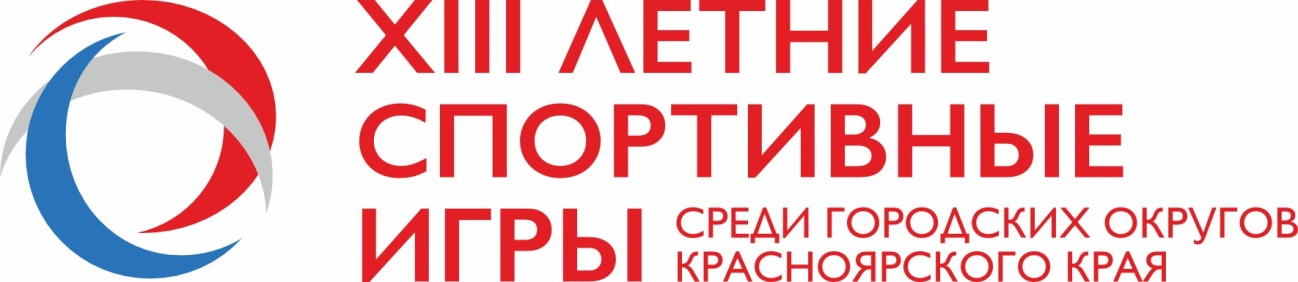 XIII ЛЕТНИЕ
СПОРТИВНЫЕ
ИГРЫ
СРЕДИ ГОРОДСКИХ ОКРУГОВ
КРАСНОЯРСКОГО КРАЯ